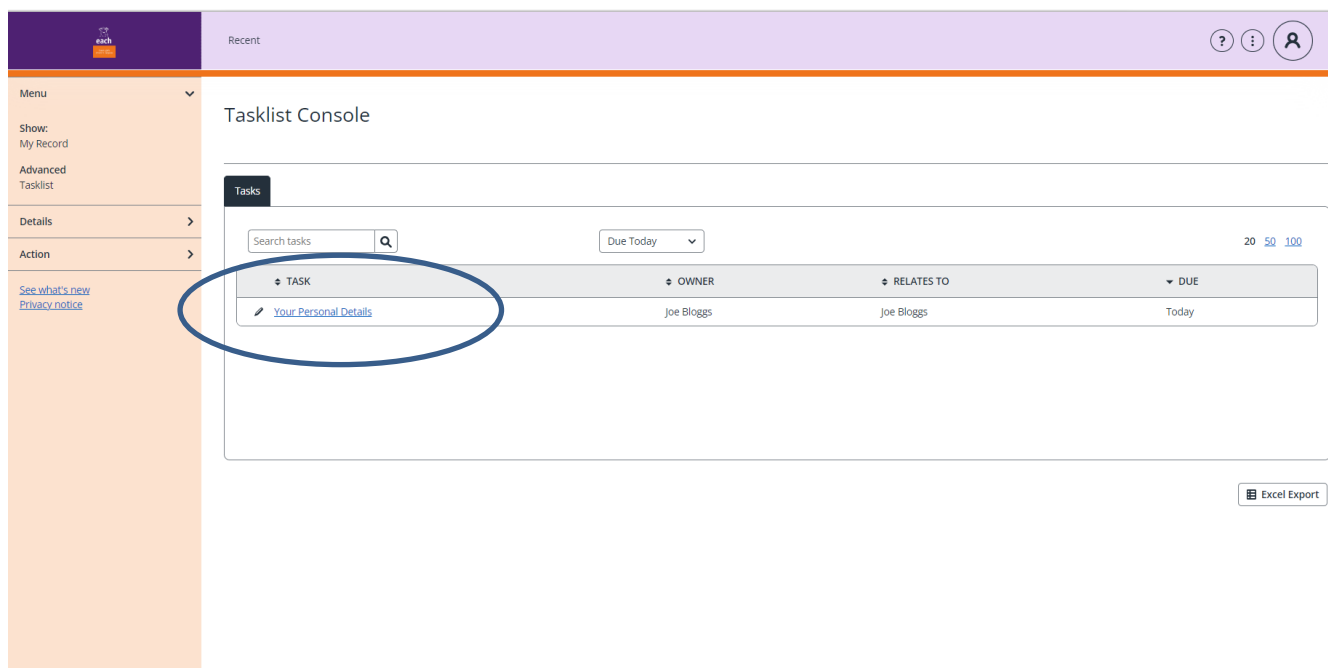 each
Recent
?
Menu
Show:
My Record
Advanced
Tasklist
Details
Action
See what's new
Privacy notice
Tasklist Console
Tasks
Search tasks
Due Today
20 50 100
TASK OWNER RELATES TO DUE
Your Personal Details Joe Bloggs Joe Bloggs Today
Excel Export